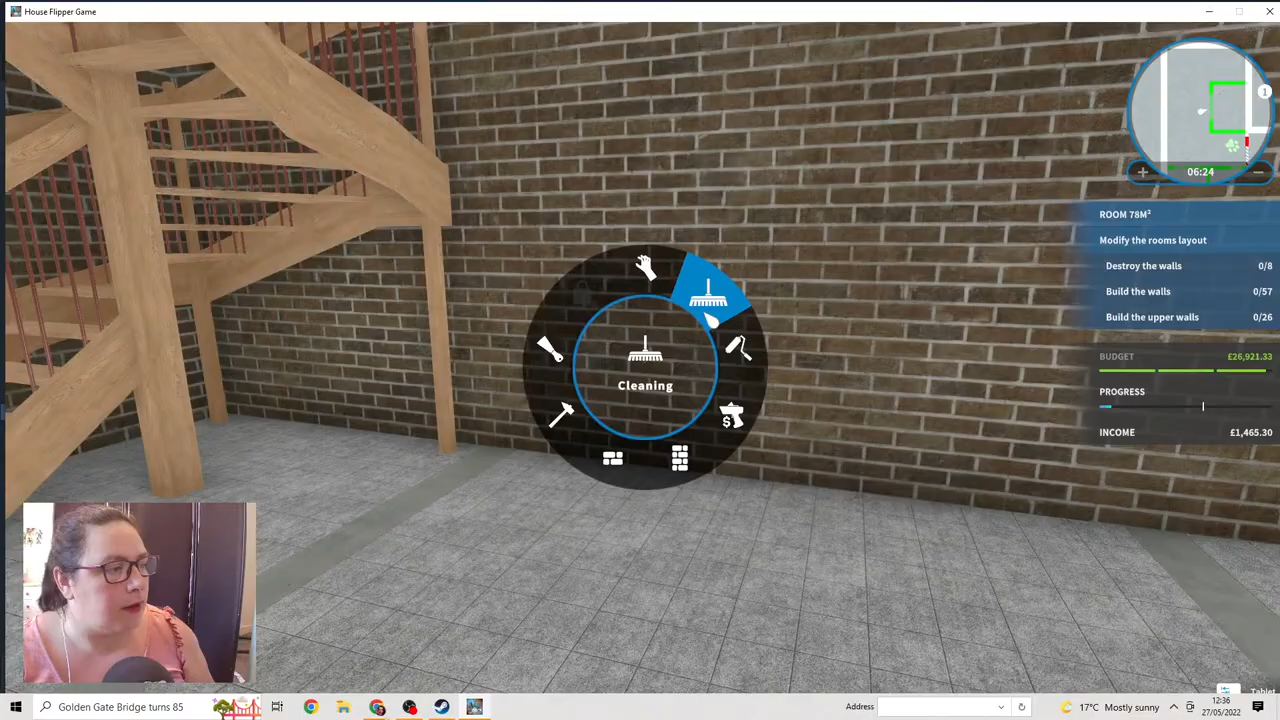 House Flipper Game
1
06:24
ROOM 78M²
Modify the rooms layout
Destroy the walls 0/8
Build the walls 0/57
Build the upper walls 0/26
BUDGET £26,921.33
PROGRESS
INCOME £1,465.30
Cleaning
$
Tablet
Golden Gate Bridge turns 85
Address
17°C Mostly sunny
12:36
27/05/2022